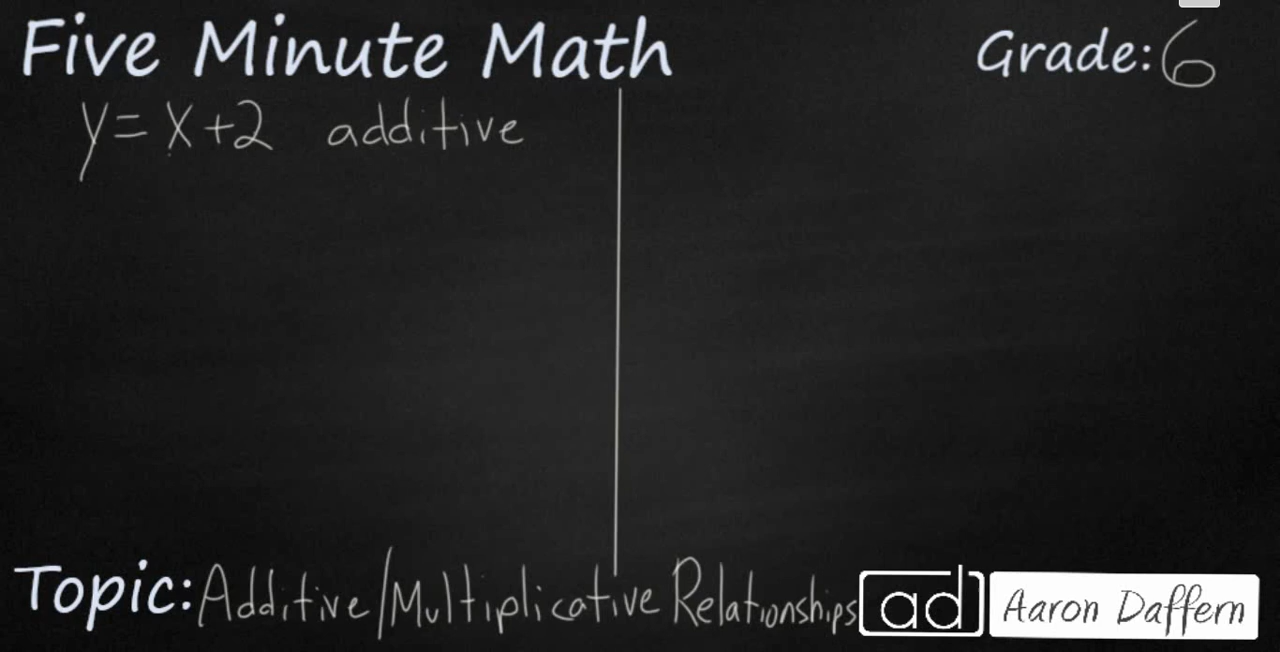 Five Minute Math
Grade: 6
y = x + 2 additive
Topic: Additive/Multiplicative Relationships
ad
Aaron Daffern